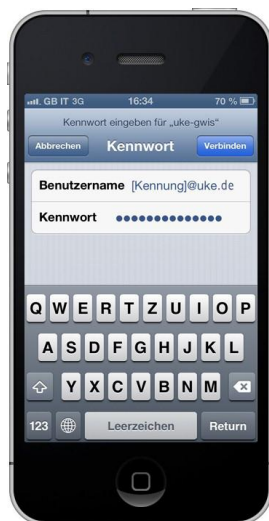 GB IT 3G 16:34 70 %
Kennwort eingeben für „uke-gwis“
Abbrechen Kennwort Verbinden
Benutzername [Kennung]@uke.de
Kennwort ●●●●●●●●●●●●●●
Q W E R T Z U I O P
A S D F G H J K L
Y X C V B N M
123 Leerzeichen Return